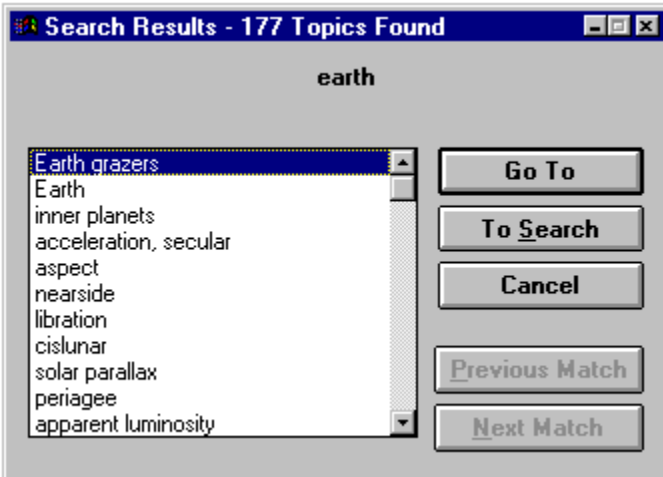 Search Results - 177 Topics Found
earth
Earth grazers
Earth
inner planets
acceleration, secular
aspect
nearside
libration
cislunar
solar parallax
periagee
apparent luminosity
Go To
To Search
Cancel
Previous Match
Next Match